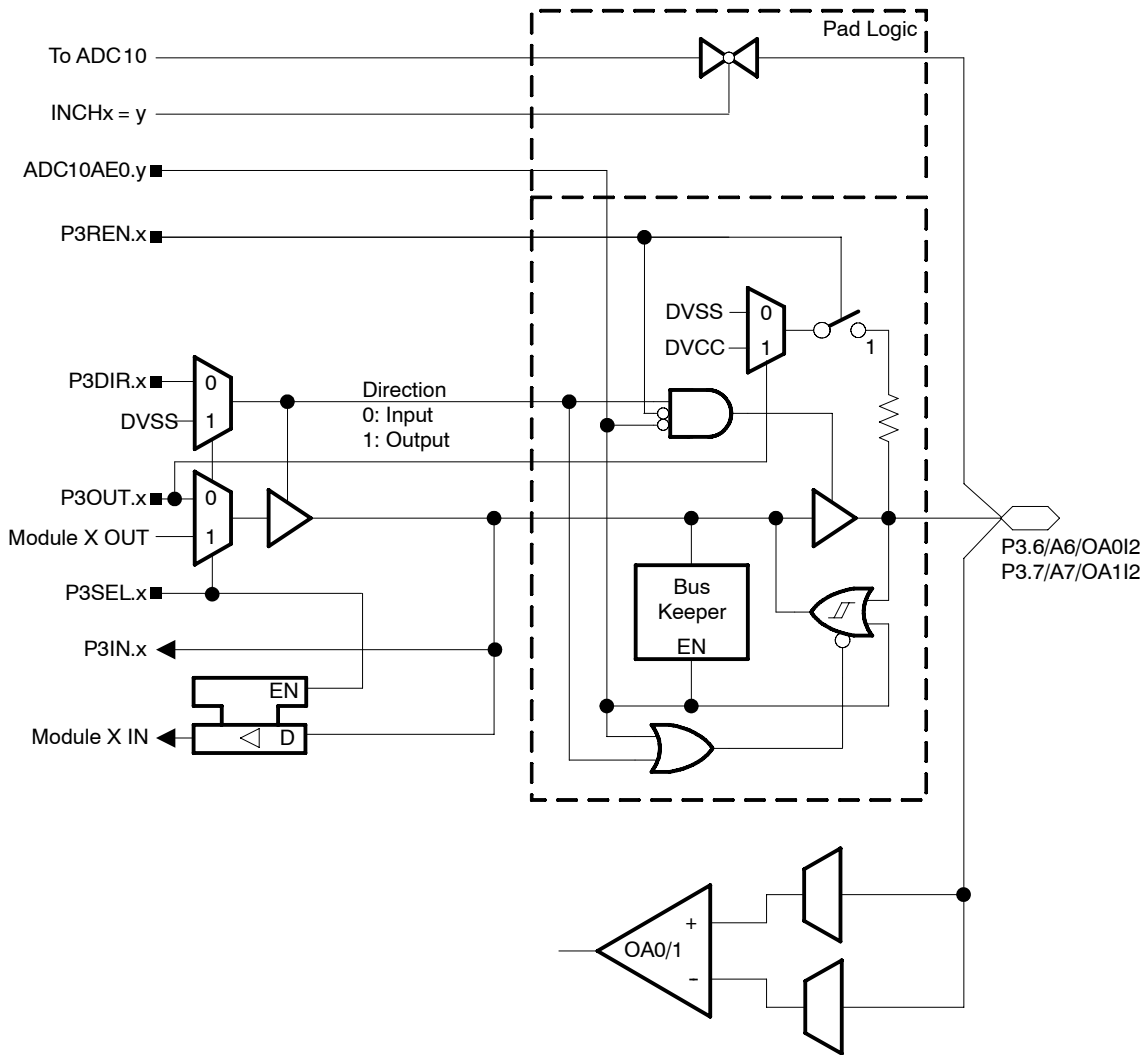 Pad Logic
To ADC10
INCHx = y
ADC10AE0.y
P3REN.x
DVSS
0
DVCC
1
1
P3DIR.x
0
DVSS
1
Direction
0: Input
1: Output
P3OUT.x
0
Module X OUT
1
P3SEL.x
P3IN.x
EN
Module X IN
D
Bus
Keeper
EN
P3.6/A6/OA0I2
P3.7/A7/OA1I2
+
OA0/1
−